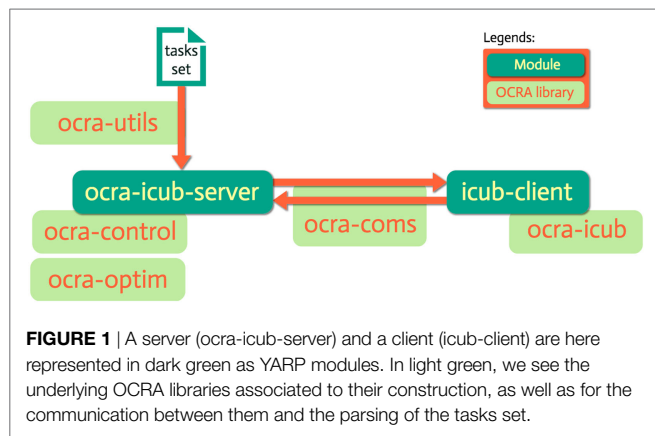 tasks
set
Legends:
Module
OCRA library
ocra-utils
ocra-icub-server
icub-client
ocra-control
ocra-coms
ocra-icub
ocra-optim
FIGURE 1 | A server (ocra-icub-server) and a client (icub-client) are here
represented in dark green as YARP modules. In light green, we see the
underlying OCRA libraries associated to their construction, as well as for the
communication between them and the parsing of the tasks set.